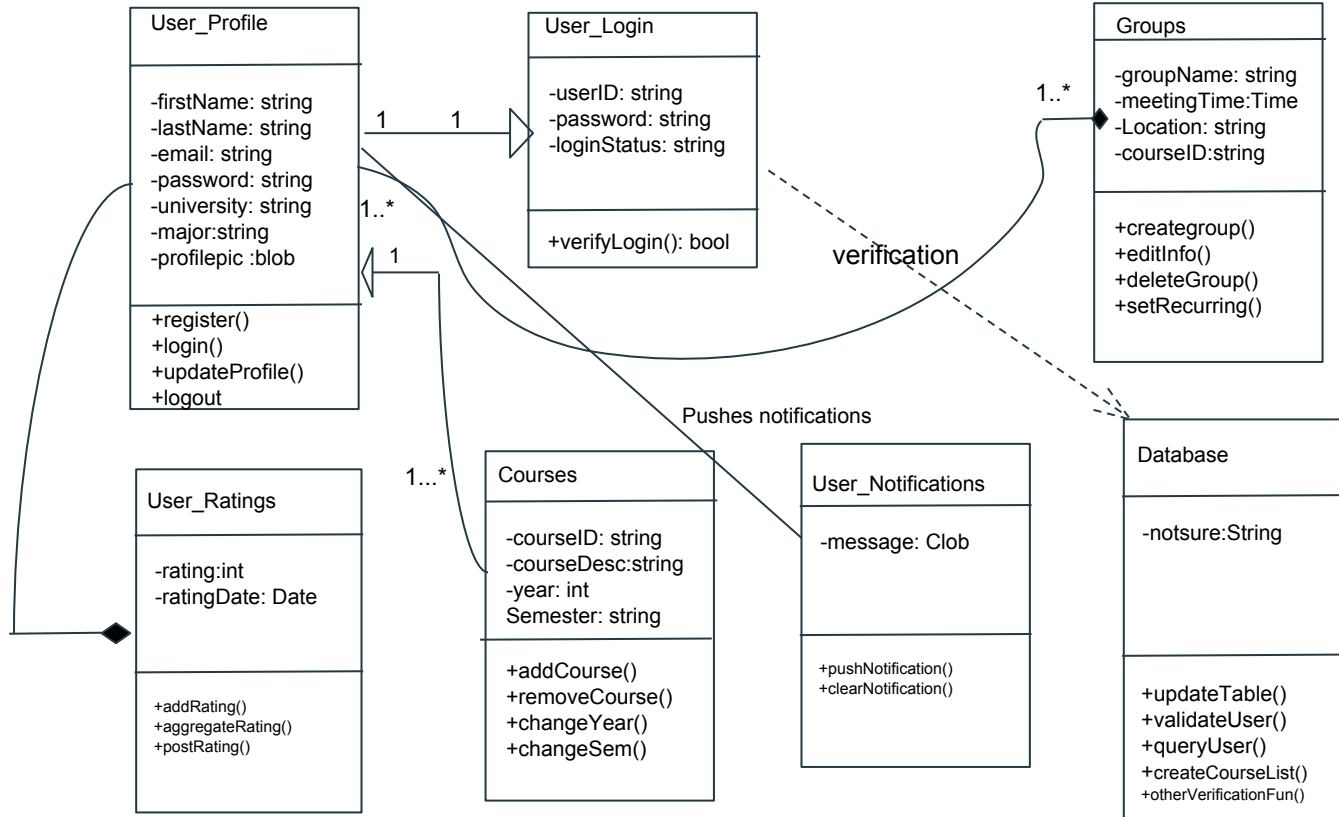 User_Profile
-firstName: string
-lastName: string
-email: string
-password: string
-university: string
-major:string
-profilepic :blob
+register()
+login()
+updateProfile()
+logout
1
1
1..*
1
User_Login
-userID: string
-password: string
-loginStatus: string
+verifyLogin(): bool
verification
1..*
Groups
-groupName: string
-meetingTime:Time
-Location: string
-courseID:string
+creategroup()
+editInfo()
+deleteGroup()
+setRecurring()
User_Ratings
-rating:int
-ratingDate: Date
+addRating()
+aggregateRating()
+postRating()
1...*
Courses
-courseID: string
-courseDesc:string
-year: int
Semester: string
+addCourse()
+removeCourse()
+changeYear()
+changeSem()
Pushes notifications
User_Notifications
-message: Clob
+pushNotification()
+clearNotification()
Database
-notsure:String
+updateTable()
+validateUser()
+queryUser()
+createCourseList()
+otherVerificationFun()